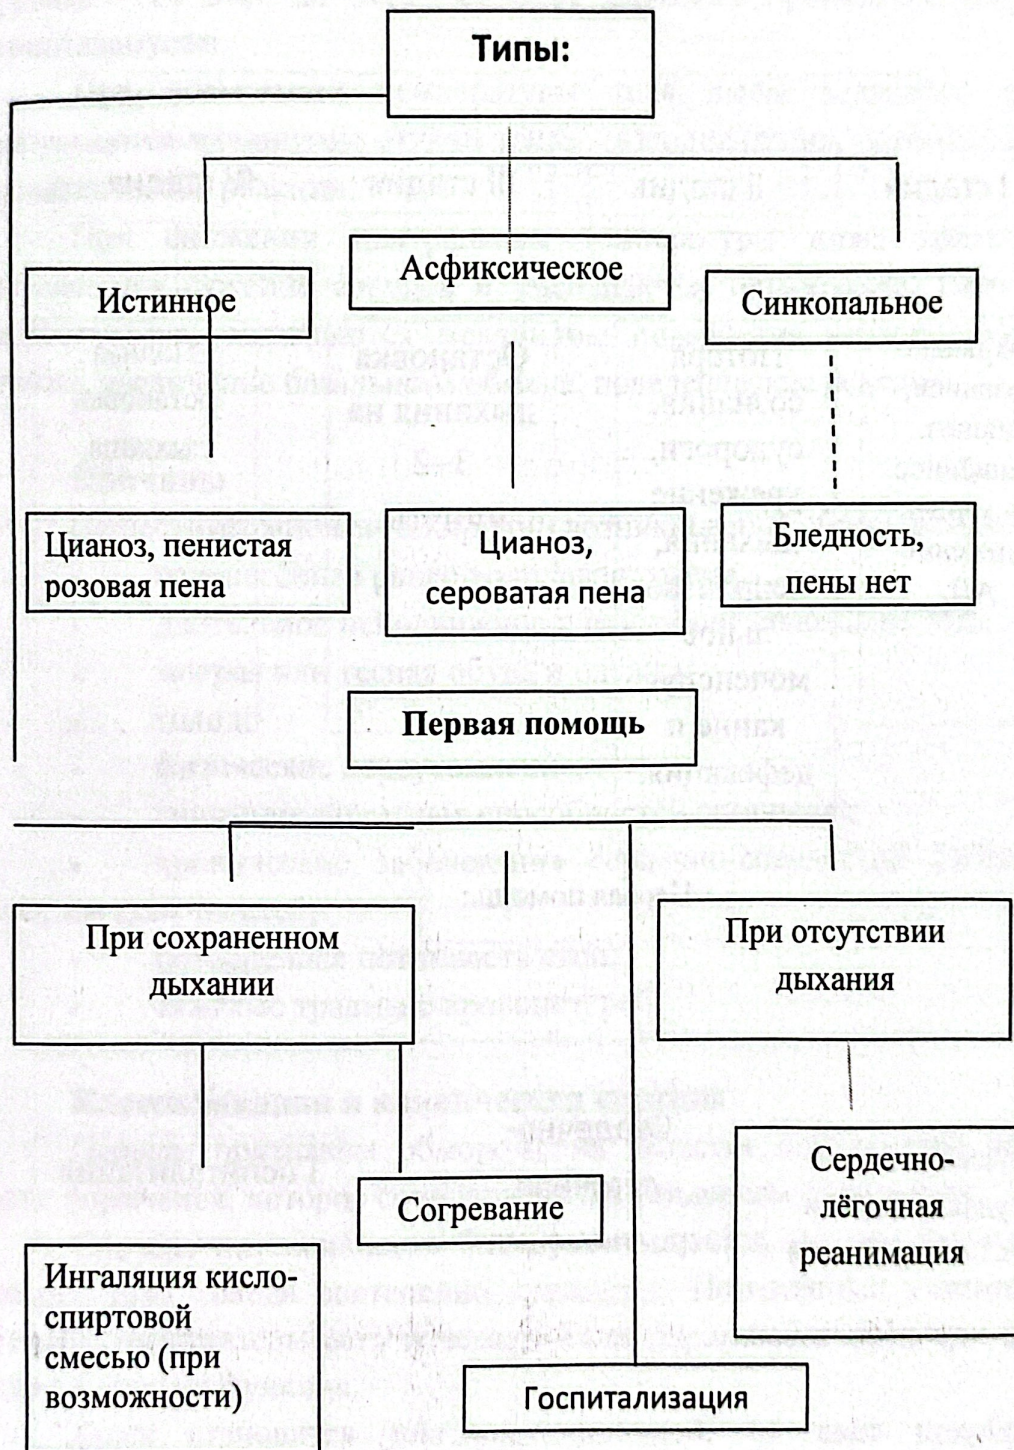 Типы:
Истинное
Асфиксическое
Синкопальное
Цианоз, пенистая
розовая пена
Цианоз,
сероватая пена
Бледность,
пены нет
Первая помощь
При сохраненном
дыхании
При отсутствии
дыхания
Согревание
Сердечно-
лёгочная
реанимация
Ингаляция кисло-
спиртовой
смесью (при
возможности)
Госпитализация